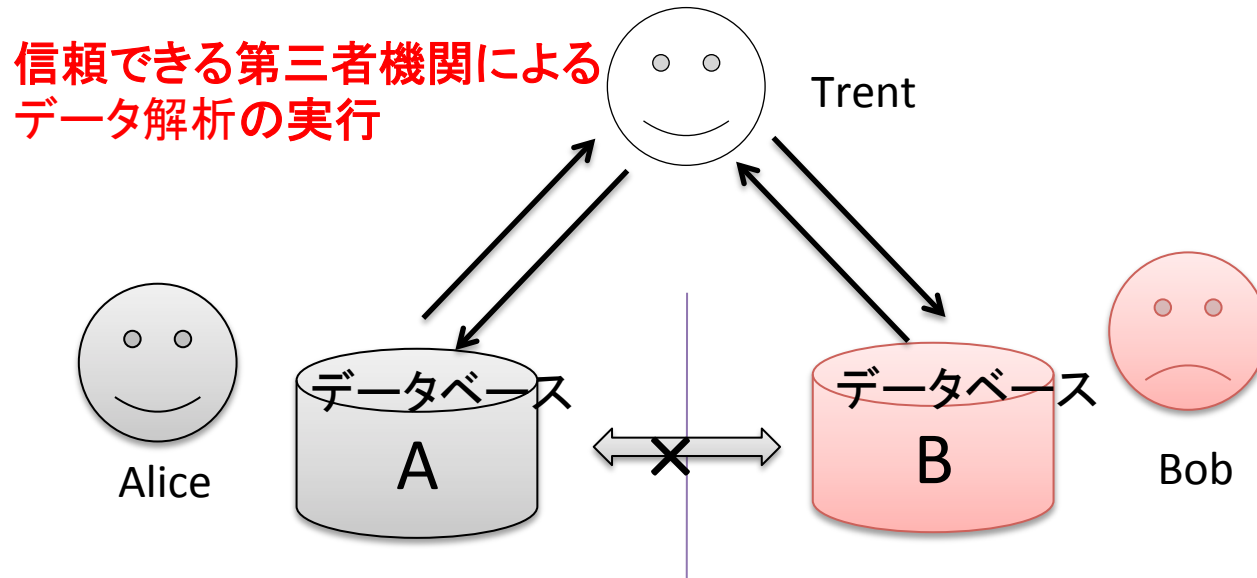 信頼できる第三者機関による
データ解析の実行
Trent
データベース
A
データベース
B
Alice
Bob